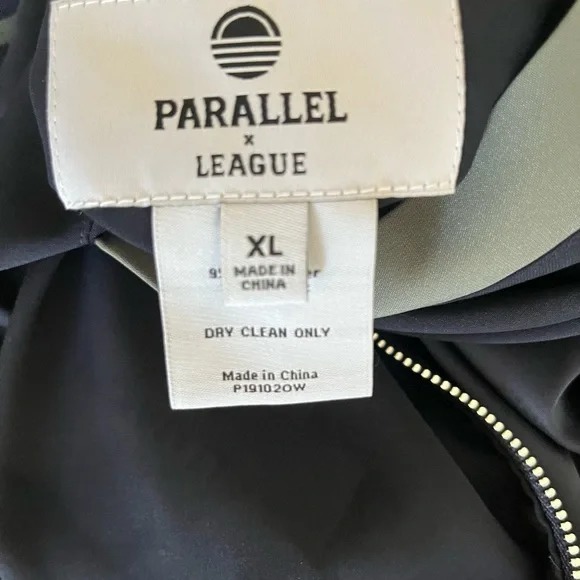 PARALLEL
x
LEAGUE
XL
MADE IN
CHINA
DRY CLEAN ONLY
Made in China
P191020W